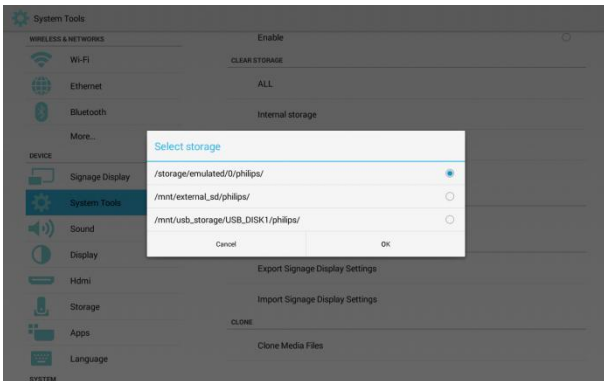 System Tools
WIRELESS & NETWORKS
Wi-Fi
Ethernet
Bluetooth
More...
DEVICE
Signage Display
System Tools
Sound
Display
Hdmi
Storage
Apps
Language
SYSTEM
Enable
CLEAR STORAGE
ALL
Internal storage
Select storage
/storage/emulated/0/philips/
/mnt/external_sd/philips/
/mnt/usb_storage/USB_DISK1/philips/
Cancel OK
Export Signage Display Settings
Import Signage Display Settings
CLONE
Clone Media Files